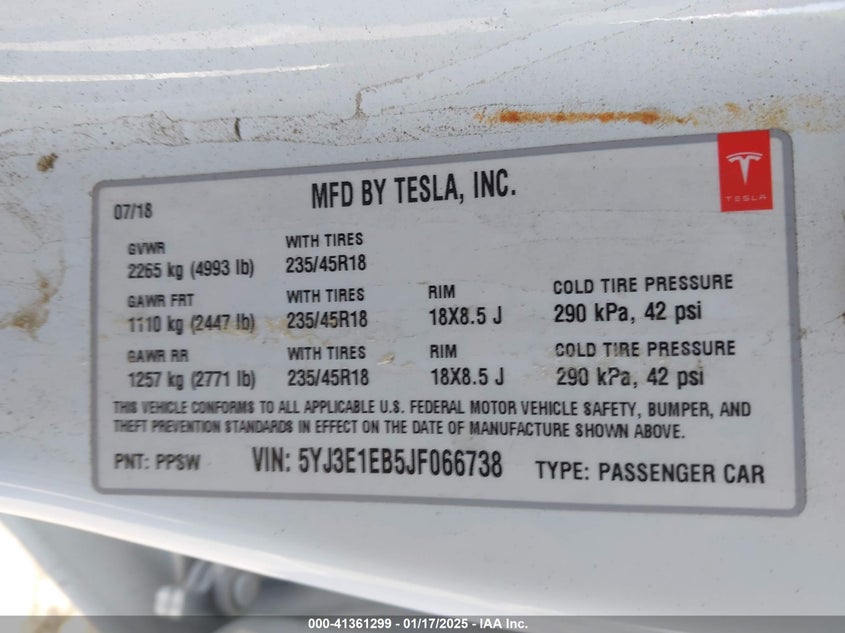 07/18
MFD BY TESLA, INC.
TESLA
GVWR
2265 kg (4993 lb)
WITH TIRES
235/45R18
GAWR FRT
1110 kg (2447 lb)
WITH TIRES
235/45R18
RIM
18X8.5 J
COLD TIRE PRESSURE
290 kPa, 42 psi
GAWR RR
1257 kg (2771 lb)
WITH TIRES
235/45R18
RIM
18X8.5 J
COLD TIRE PRESSURE
290 kPa, 42 psi
THIS VEHICLE CONFORMS TO ALL APPLICABLE U.S. FEDERAL MOTOR VEHICLE SAFETY, BUMPER, AND
THEFT PREVENTION STANDARDS IN EFFECT ON THE DATE OF MANUFACTURE SHOWN ABOVE.
PNT: PPSW
VIN: 5YJ3E1EB5JF066738
TYPE: PASSENGER CAR
000-41361299 - 01/17/2025 - IAA Inc.